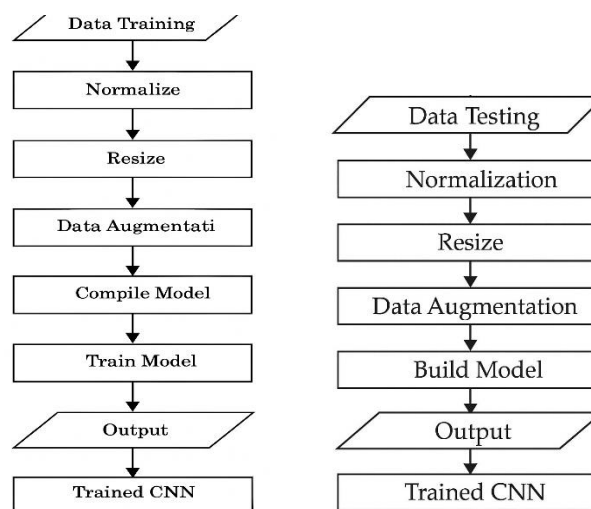 Data Training
Normalize
Resize
Data Augmentati
Compile Model
Train Model
Output
Trained CNN
Data Testing
Normalization
Resize
Data Augmentation
Build Model
Output
Trained CNN